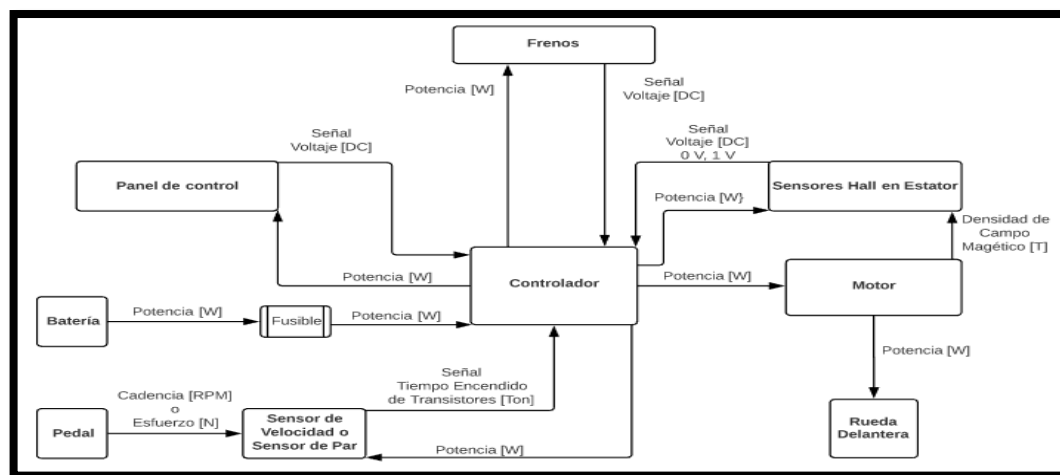 Frenos
Potencia [W]
Señal
Voltaje [DC]
Señal
Voltaje [DC]
Señal
Voltaje [DC]
0 V, 1 V
Panel de control
Sensores Hall en Estator
Potencia [W}
Densidad de
Campo
Magético [T]
Potencia [W]
Controlador
Potencia [W]
Motor
Batería
Potencia [W]
Fusible
Potencia [W]
Potencia [W]
Señal
Tiempo Encendido
de Transistores [Ton]
Cadencia [RPM]
o
Esfuerzo [N]
Pedal
Sensor de
Velocidad o
Sensor de Par
Potencia [W]
Rueda
Delantera